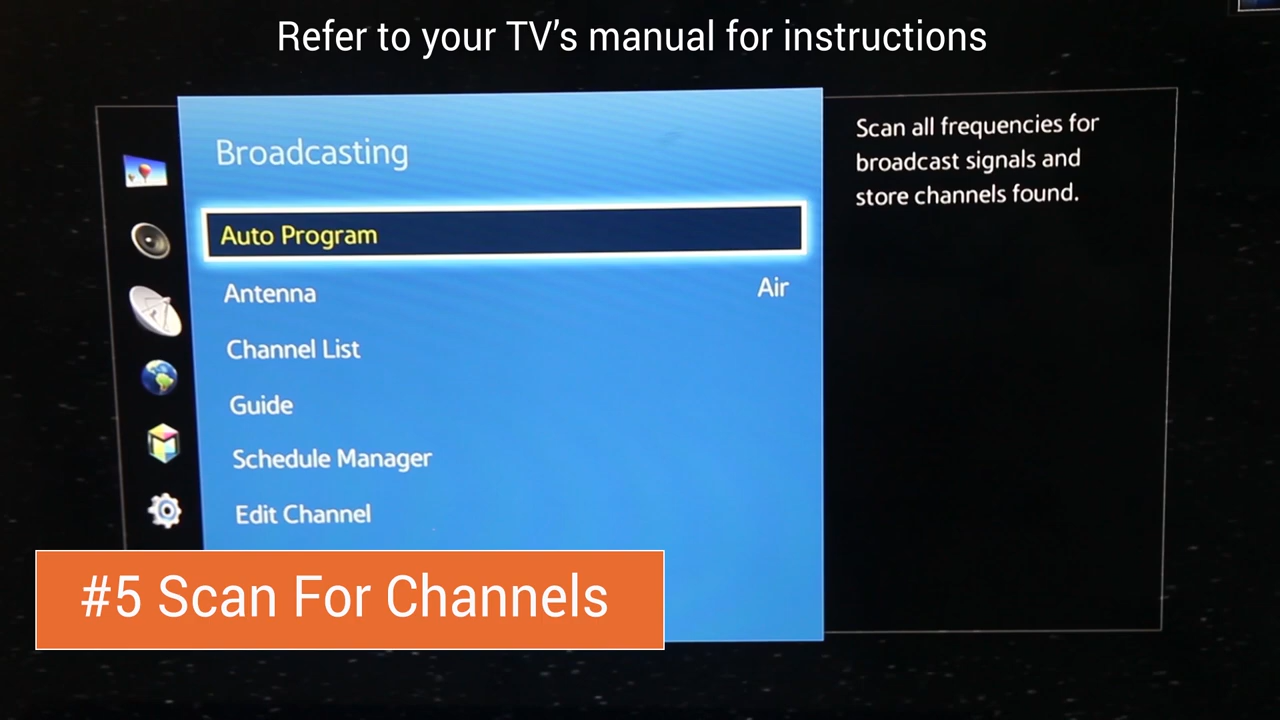 Refer to your TV's manual for instructions
Broadcasting
Auto Program
Antenna Air
Channel List
Guide
Schedule Manager
Edit Channel
Scan all frequencies for
broadcast signals and
store channels found.
#5 Scan For Channels